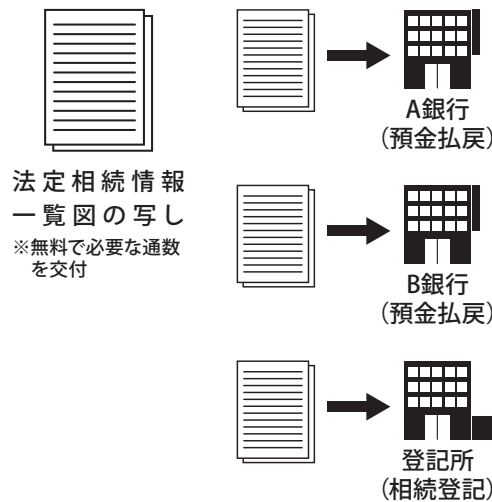 法定相続情報
一覧図の写し
※無料で必要な通数
を交付
A銀行
(預金払戻)
B銀行
(預金払戻)
登記所
(相続登記)